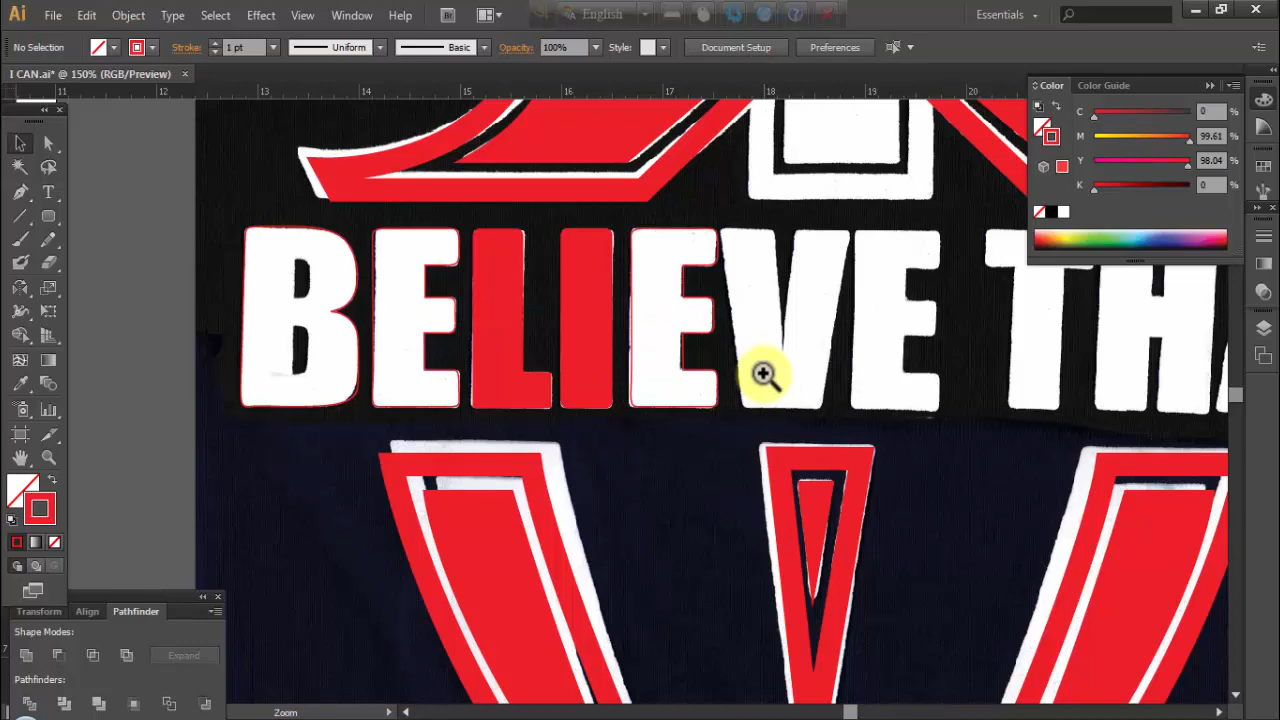 Ai File Edit Object Type Select Effect View Window Help Br English Essentials
No Selection Stroke: 1 pt Uniform Basic Opacity: 100% Style: Document Setup Preferences
I CAN.ai* @ 150% (RGB/Preview) × Color Color Guide
11 12 13 14 15 16 17 18 19 20
C 0 %
M 99.61 %
Y 98.04 %
K 0 %
BELIEVE TH
Transform Align Pathfinder
Shape Modes:
Expand
Pathfinders:
Zoom